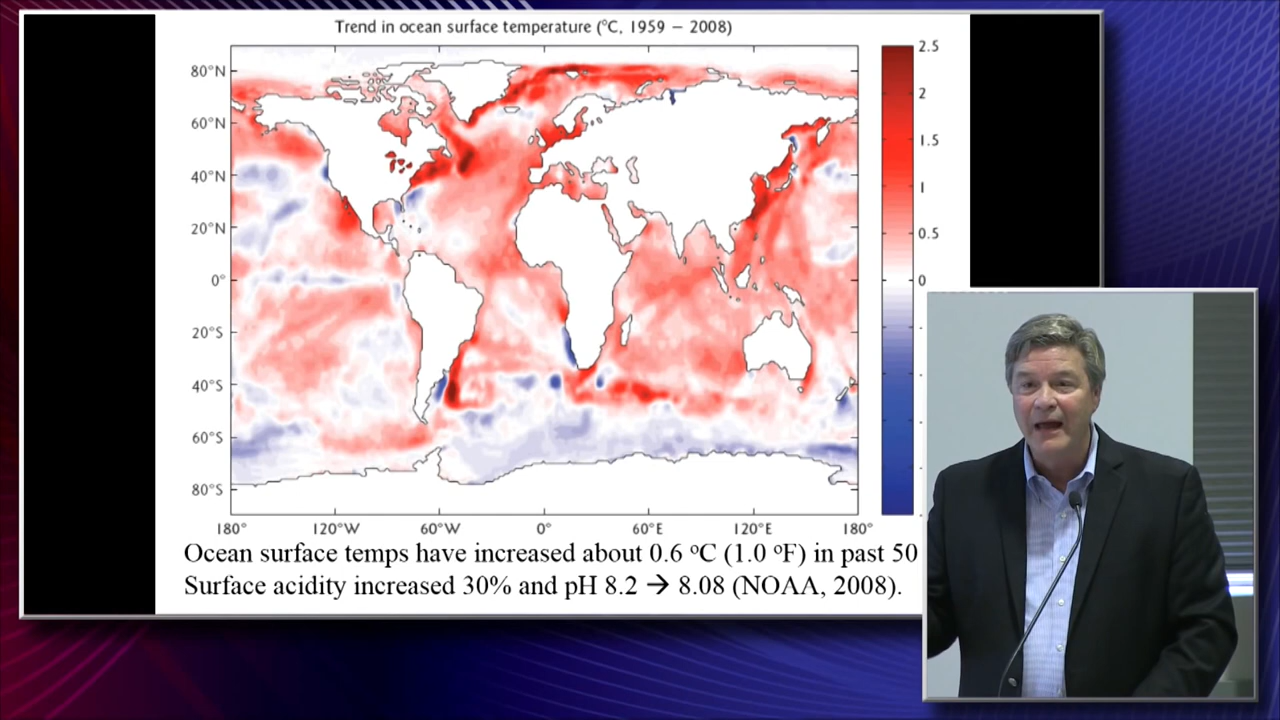 Trend in ocean surface temperature (°C, 1959 – 2008)
80°N
60°N
40°N
20°N
0°
20°S
40°S
60°S
80°S
180°
120°W
60°W
0°
60°E
120°E
180°
2.5
2
1.5
1
0.5
0
Ocean surface temps have increased about 0.6 °C (1.0 °F) in past 50
Surface acidity increased 30% and pH 8.2 → 8.08 (NOAA, 2008).